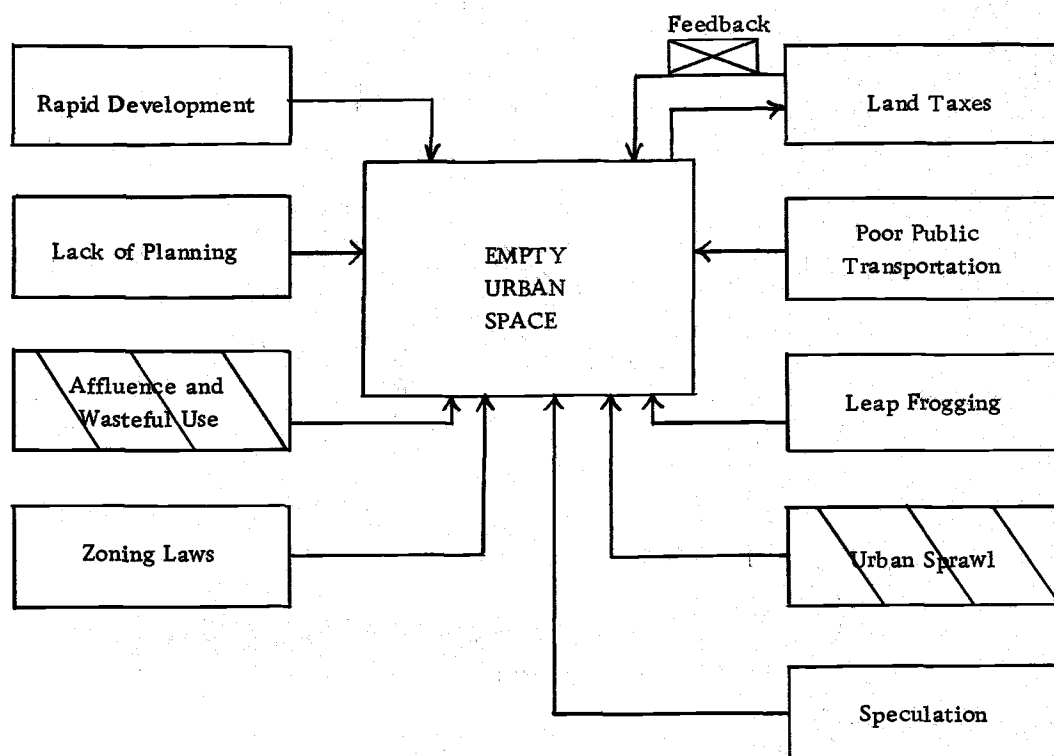 Feedback
Rapid Development
Land Taxes
Lack of Planning
EMPTY
URBAN
SPACE
Poor Public
Transportation
Affluence and
Wasteful Use
Leap Frogging
Zoning Laws
Urban Sprawl
Speculation